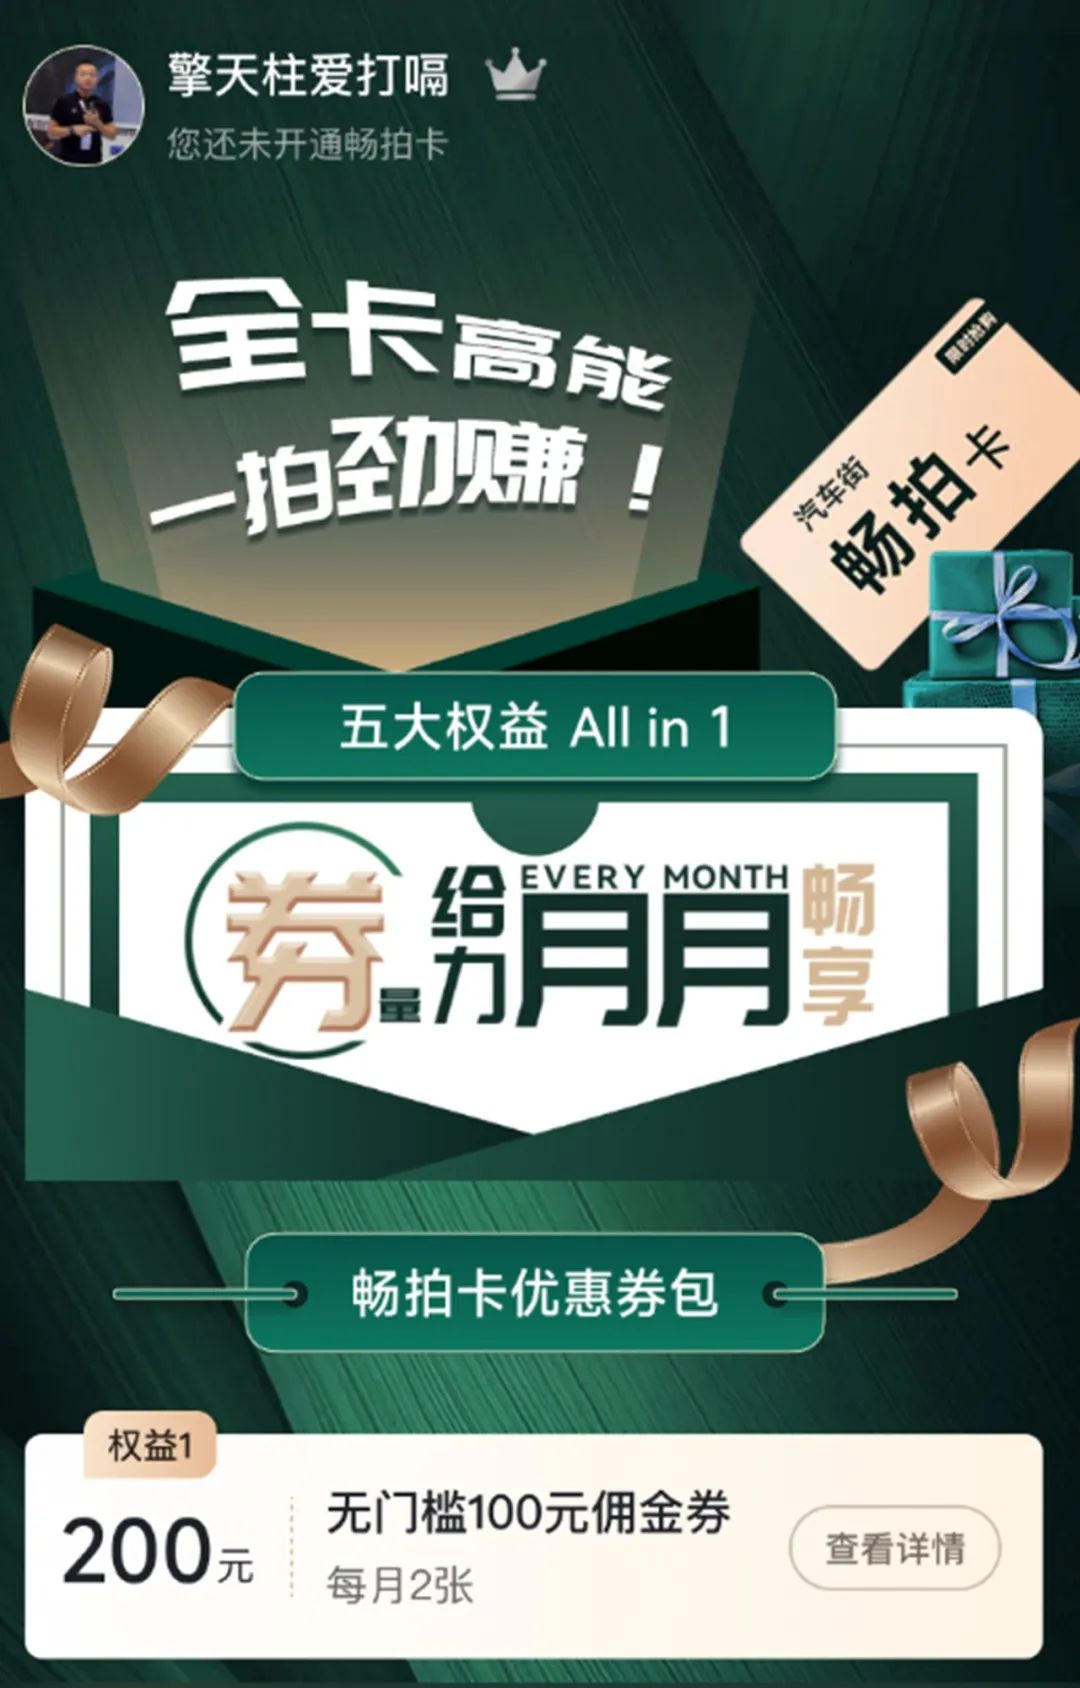 擎天柱爱打嗝
您还未开通畅拍卡
全卡高能
一拍劲赚！
限时抢购
汽车街
畅拍卡
五大权益 All in 1
券量给力 EVERY MONTH 月月畅享
畅拍卡优惠券包
权益1
200元
无门槛100元佣金券
每月2张
查看详情